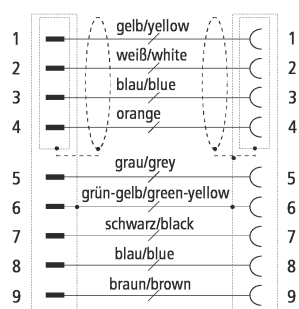 gelb/yellow
1 1
weiß/white
2 2
blau/blue
3 3
orange
4 4
grau/grey
5 5
grün-gelb/green-yellow
6 6
schwarz/black
7 7
blau/blue
8 8
braun/brown
9 9